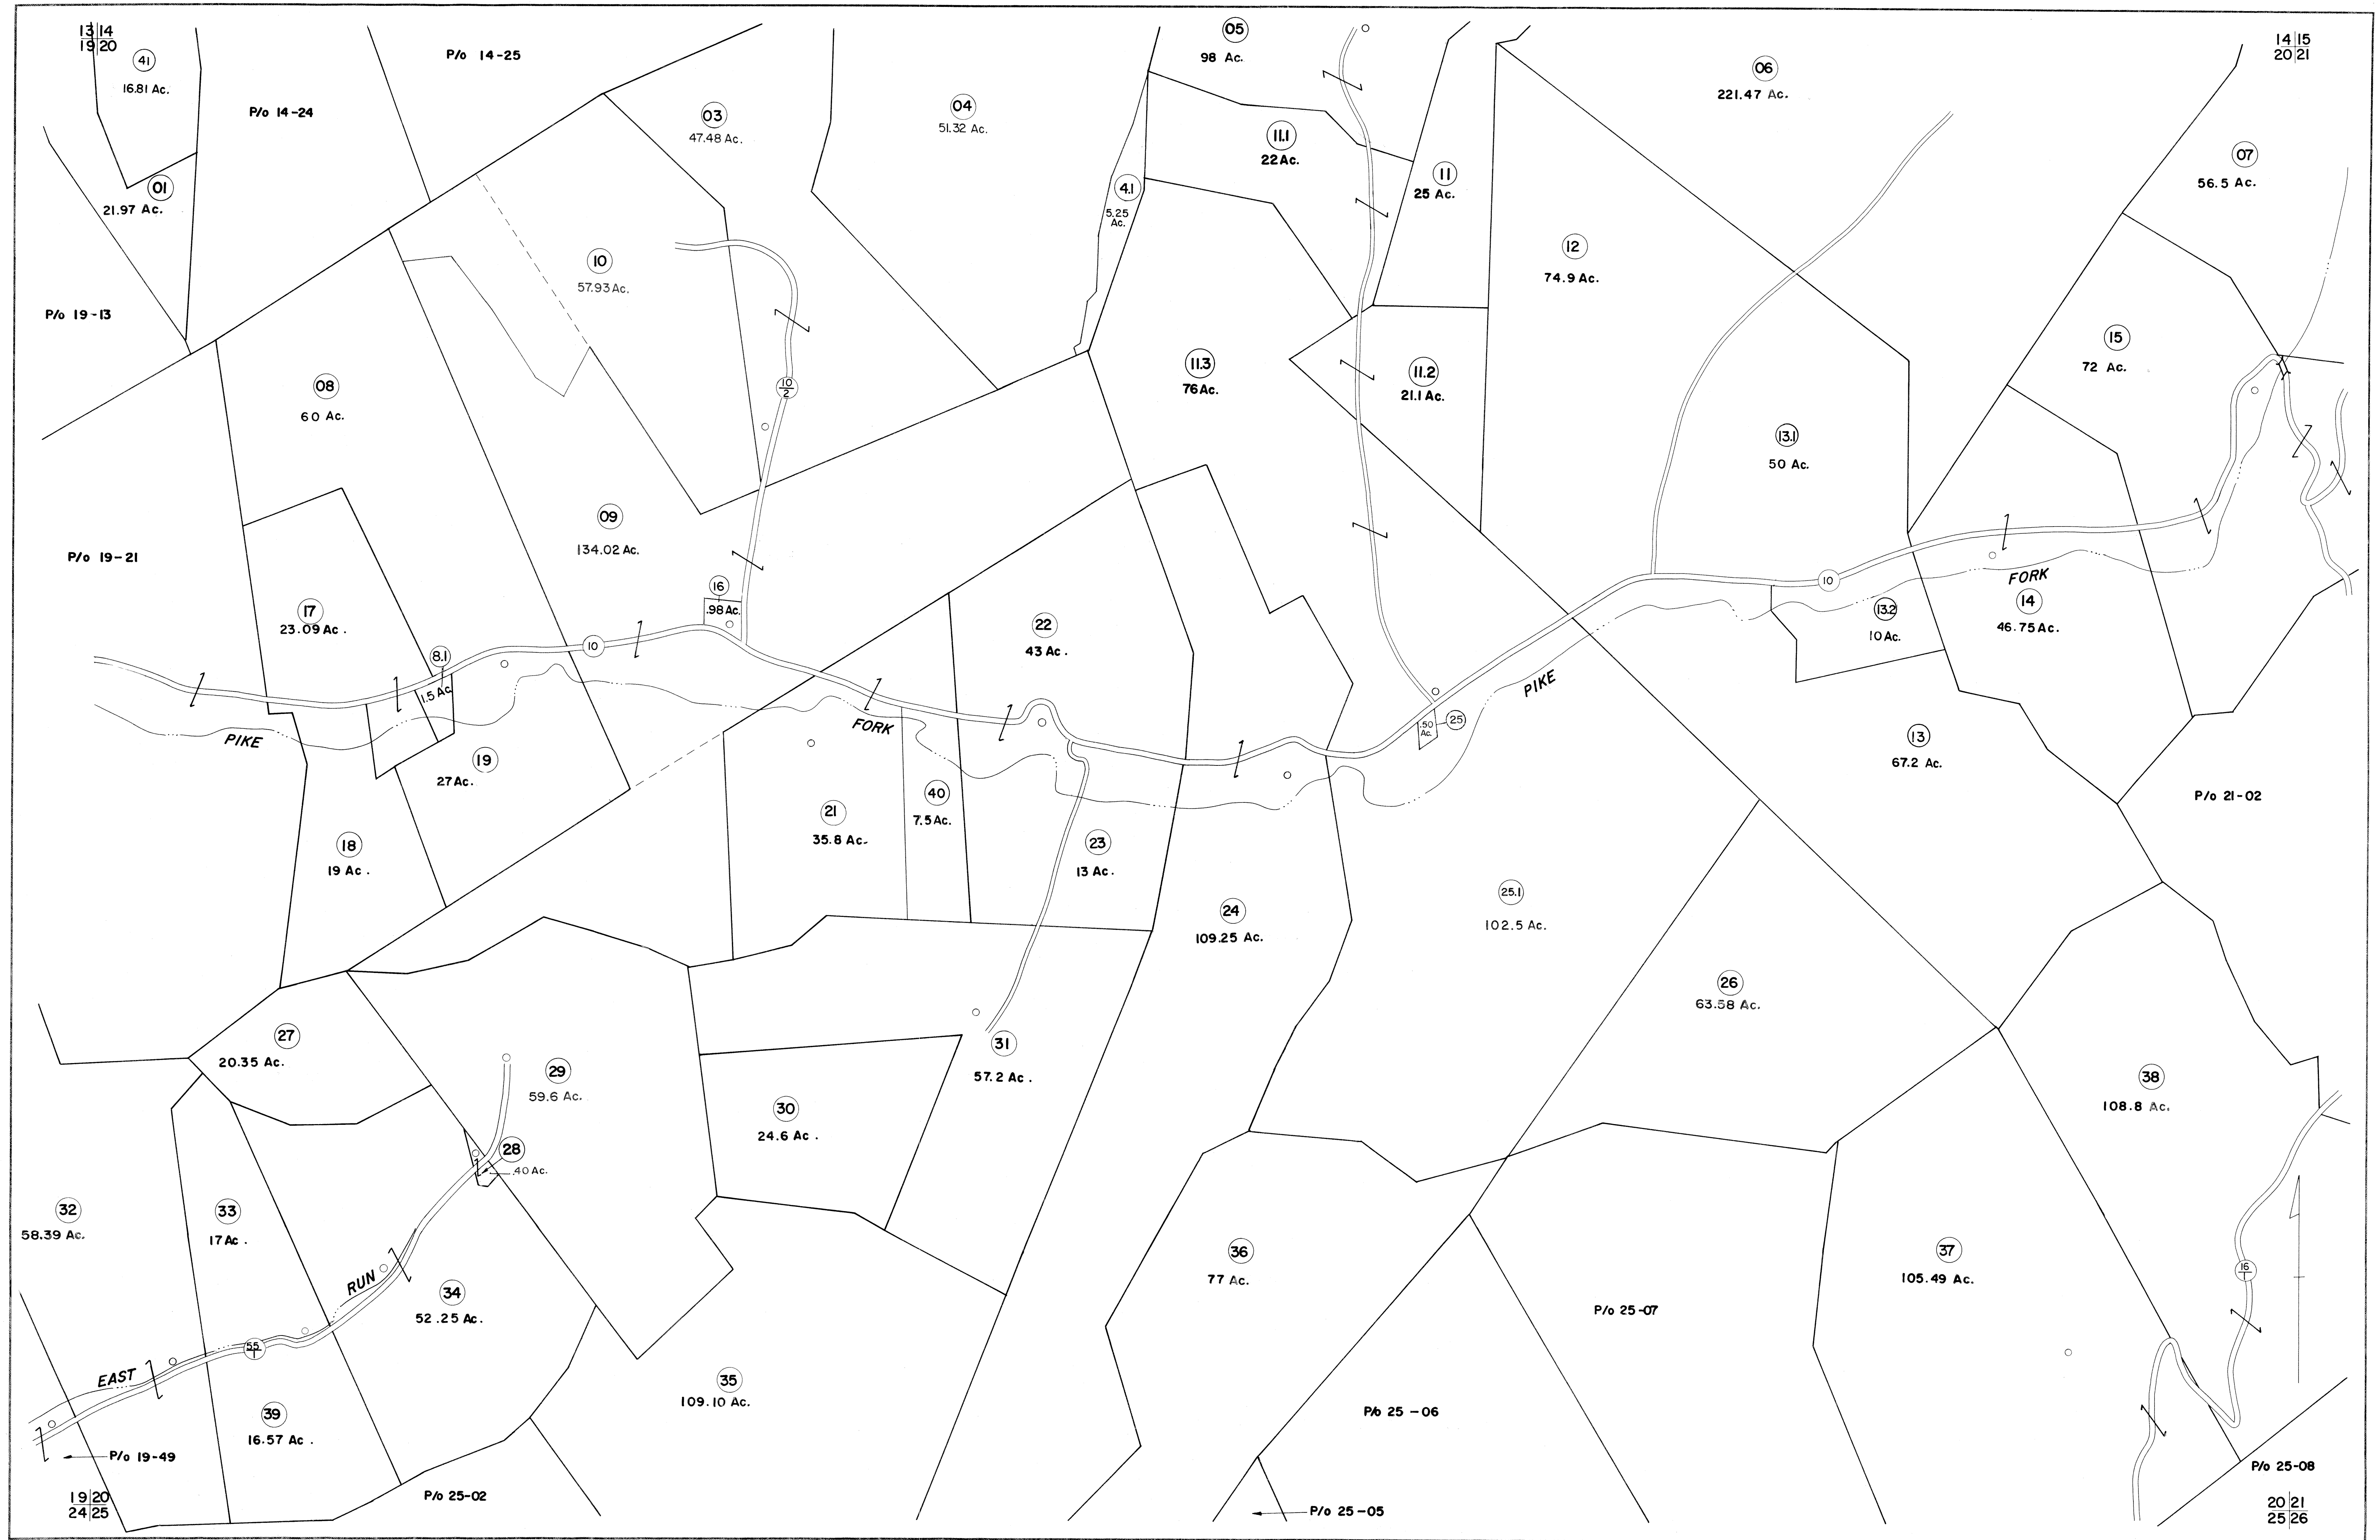 13 14
19 20
41
16.81 Ac.
P/o 14-24
P/o 14-25
01
21.97 Ac.
P/o 19-13
03
47.48 Ac.
04
51.32 Ac.
4.1
5.25
Ac.
05
98 Ac.
11.1
22 Ac.
11
25 Ac.
06
221.47 Ac.
14 15
20 21
07
56.5 Ac.
10
57.93 Ac.
10
2
12
74.9 Ac.
08
60 Ac.
11.3
76 Ac.
11.2
21.1 Ac.
13.1
50 Ac.
15
72 Ac.
P/o 19-21
09
134.02 Ac.
16
.98 Ac.
17
23.09 Ac.
8.1
1.5 Ac.
10
22
43 Ac.
10
13.2
10 Ac.
FORK
14
46.75 Ac.
PIKE
FORK
PIKE
.50
Ac.
25
13
67.2 Ac.
P/o 21-02
19
27 Ac.
18
19 Ac.
21
35.8 Ac.
40
7.5 Ac.
23
13 Ac.
24
109.25 Ac.
25.1
102.5 Ac.
26
63.58 Ac.
27
20.35 Ac.
29
59.6 Ac.
28
.40 Ac.
30
24.6 Ac.
31
57.2 Ac.
38
108.8 Ac.
32
58.39 Ac.
33
17 Ac.
RUN
34
52.25 Ac.
36
77 Ac.
P/o 25-07
37
105.49 Ac.
16
1
EAST
55
1
39
16.57 Ac.
35
109.10 Ac.
P/o 25-06
P/o 19-49
19 20
24 25
P/o 25-02
P/o 25-05
P/o 25-08
20 21
25 26